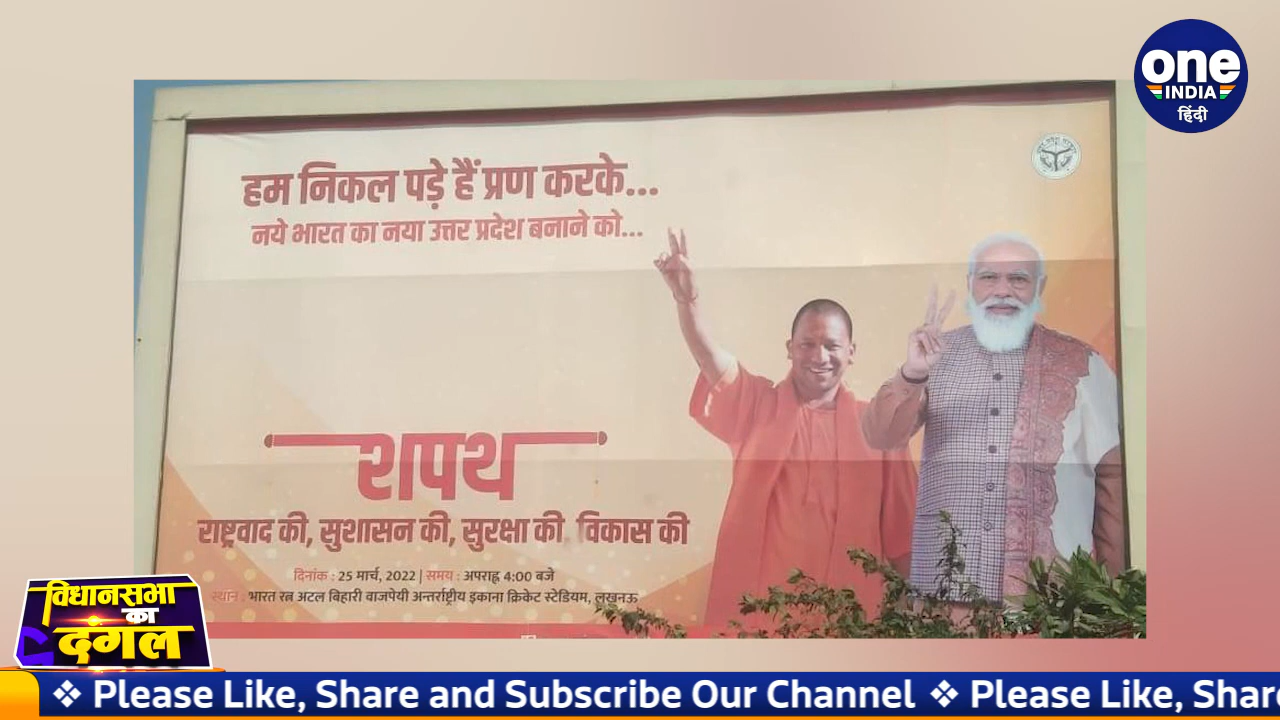 one
INDIA
हिंदी
हम निकल पड़े हैं प्रण करके...
नये भारत का नया उत्तर प्रदेश बनाने को...
शपथ
राष्ट्रवाद की, सुशासन की, सुरक्षा की, विकास की
दिनांक : 25 मार्च, 2022 | समय : अपराह्न 4:00 बजे
भारत रत्न अटल बिहारी वाजपेयी अन्तर्राष्ट्रीय इकाना क्रिकेट स्टेडियम, लखनऊ
विधानसभा
का
दंगल
❖ Please Like, Share and Subscribe Our Channel ❖ Please Like, Share